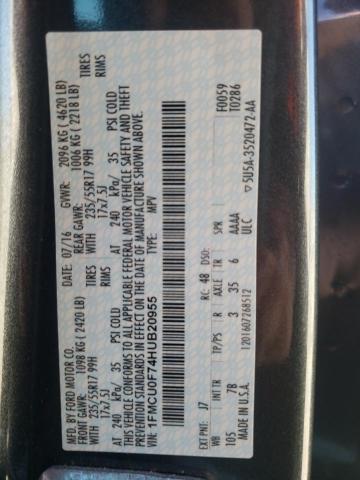 MFD. BY FORD MOTOR CO.
DATE: 07/16 GVWR: 2096 KG ( 4620 LB)
FRONT GAWR: 1098 KG (2420 LB) REAR GAWR: 1006 KG ( 2218 LB)
WITH 235/55R17 99H TIRES WITH 235/55R17 99H TIRES
17x7.5J RIMS 17x7.5J RIMS
AT 240 kPa/ 35 PSI COLD AT 240 kPa/ 35 PSI COLD
THIS VEHICLE CONFORMS TO ALL APPLICABLE FEDERAL MOTOR VEHICLE SAFETY AND THEFT
PREVENTION STANDARDS IN EFFECT ON THE DATE OF MANUFACTURE SHOWN ABOVE.
VIN: 1FMCU0F74HUB20955 TYPE: MPV
F0059
T0286
EXT PNT: J7 RC: 48 DSO:
WB INT TR TP/PS R AXLE TR SPR
105 7B 3 35 6 AAAA
MADE IN U.S.A. ULC
1201607268512
▽5U5A-3520472-AA